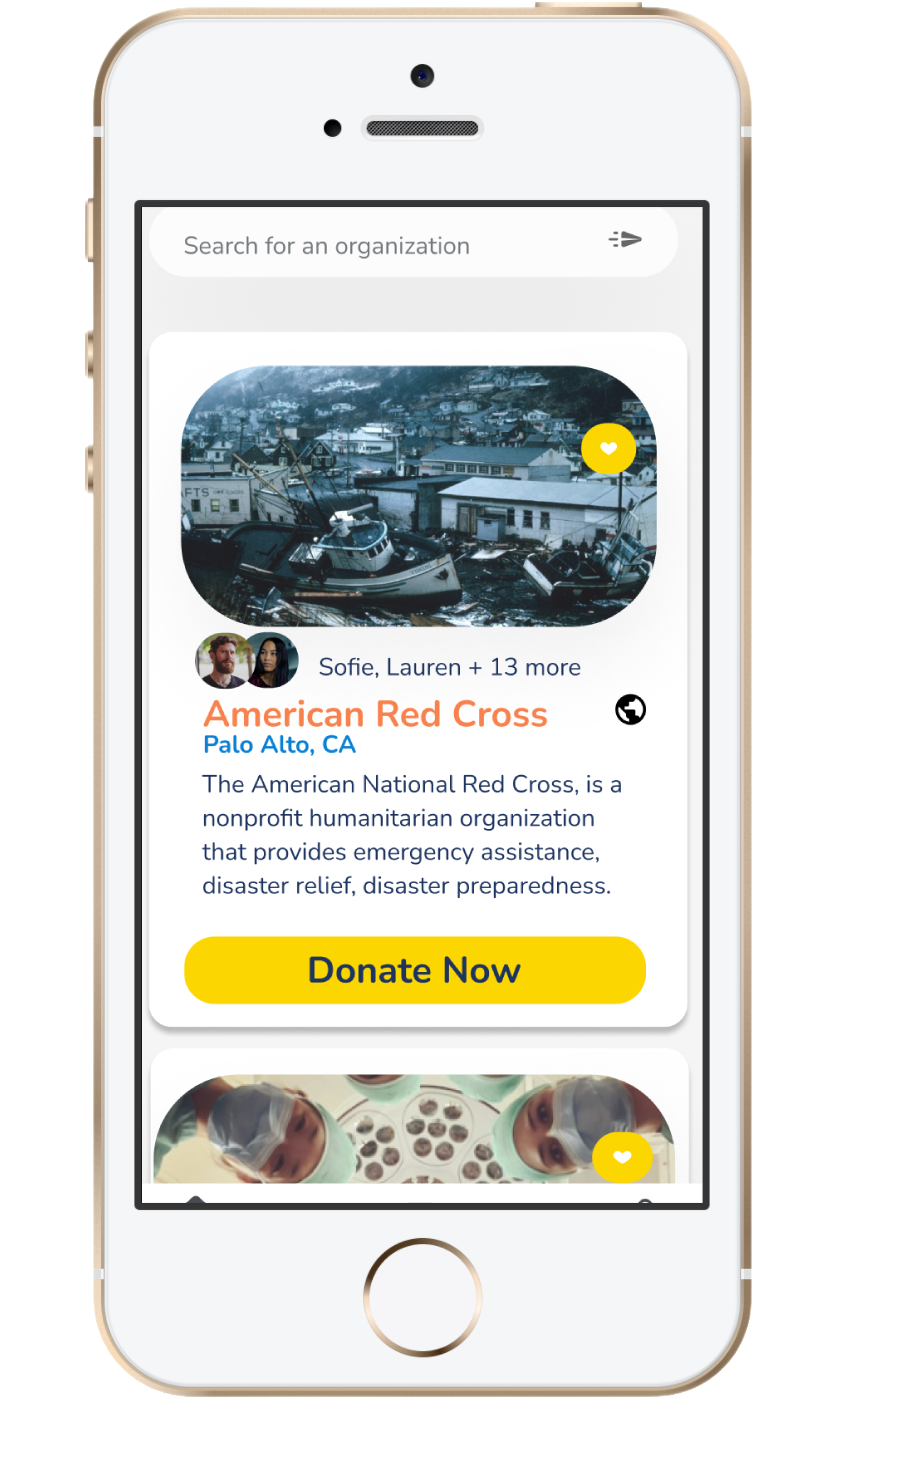 Search for an organization
AFTS
Sofie, Lauren + 13 more
American Red Cross
Palo Alto, CA
The American National Red Cross, is a
nonprofit humanitarian organization
that provides emergency assistance,
disaster relief, disaster preparedness.
Donate Now